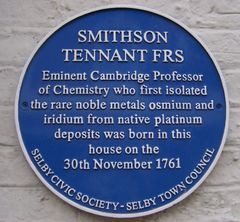 SMITHSON
TENNANT FRS
Eminent Cambridge Professor
of Chemistry who first isolated
the rare noble metals osmium and
iridium from native platinum
deposits was born in this
house on the
30th November 1761
SELBY CIVIC SOCIETY - SELBY TOWN COUNCIL